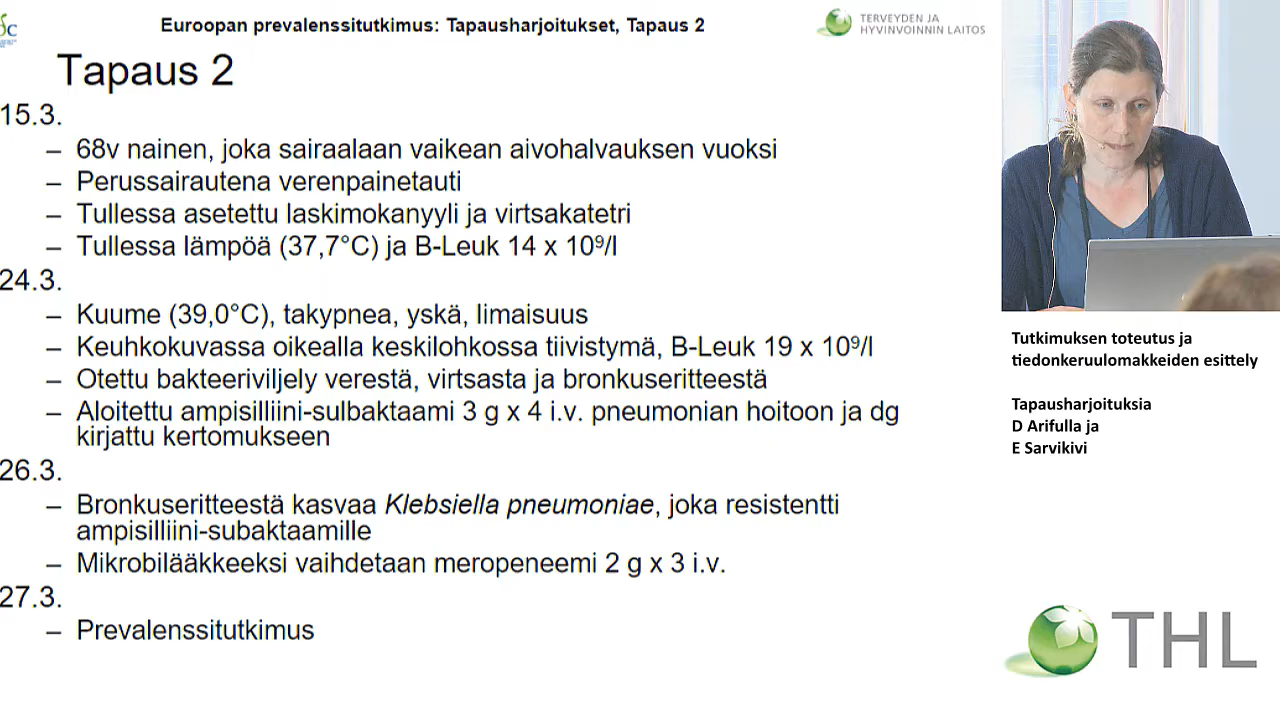 Euroopan prevalenssitutkimus: Tapausharjoitukset, Tapaus 2
TERVEYDEN JA
HYVINVOINNIN LAITOS
Tapaus 2
15.3.
– 68v nainen, joka sairaalaan vaikean aivohalvauksen vuoksi
– Perussairautena verenpainetauti
– Tullessa asetettu laskimokanyyli ja virtsakatetri
– Tullessa lämpöä (37,7°C) ja B-Leuk 14 x 10⁹/l
24.3.
– Kuume (39,0°C), takypnea, yskä, limaisuus
– Keuhkokuvassa oikealla keskilohkossa tiivistymä, B-Leuk 19 x 10⁹/l
– Otettu bakteeriviljely verestä, virtsasta ja bronkuseritteestä
– Aloitettu ampisilliini-sulbaktaami 3 g x 4 i.v. pneumonian hoitoon ja dg
kirjattu kertomukseen
26.3.
– Bronkuseritteestä kasvaa Klebsiella pneumoniae, joka resistentti
ampisilliini-subaktaamille
– Mikrobilääkkeeksi vaihdetaan meropeneemi 2 g x 3 i.v.
27.3.
– Prevalenssitutkimus
Tutkimuksen toteutus ja
tiedonkeruulomakkeiden esittely
Tapausharjoituksia
D Arifulla ja
E Sarvikivi
THL